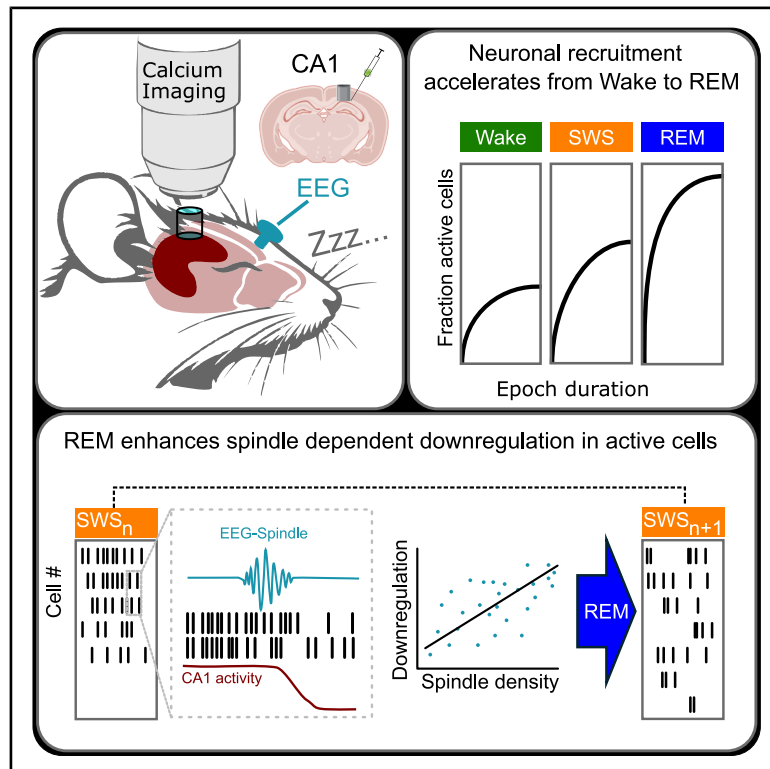 Calcium
Imaging
CA1
EEG
Zzz...
Neuronal recruitment
accelerates from Wake to REM
Wake SWS REM
Fraction active cells
Epoch duration
REM enhances spindle dependent downregulation in active cells
SWSn
Cell #
EEG-Spindle
CA1 activity
Downregulation
Spindle density
REM
SWSn+1